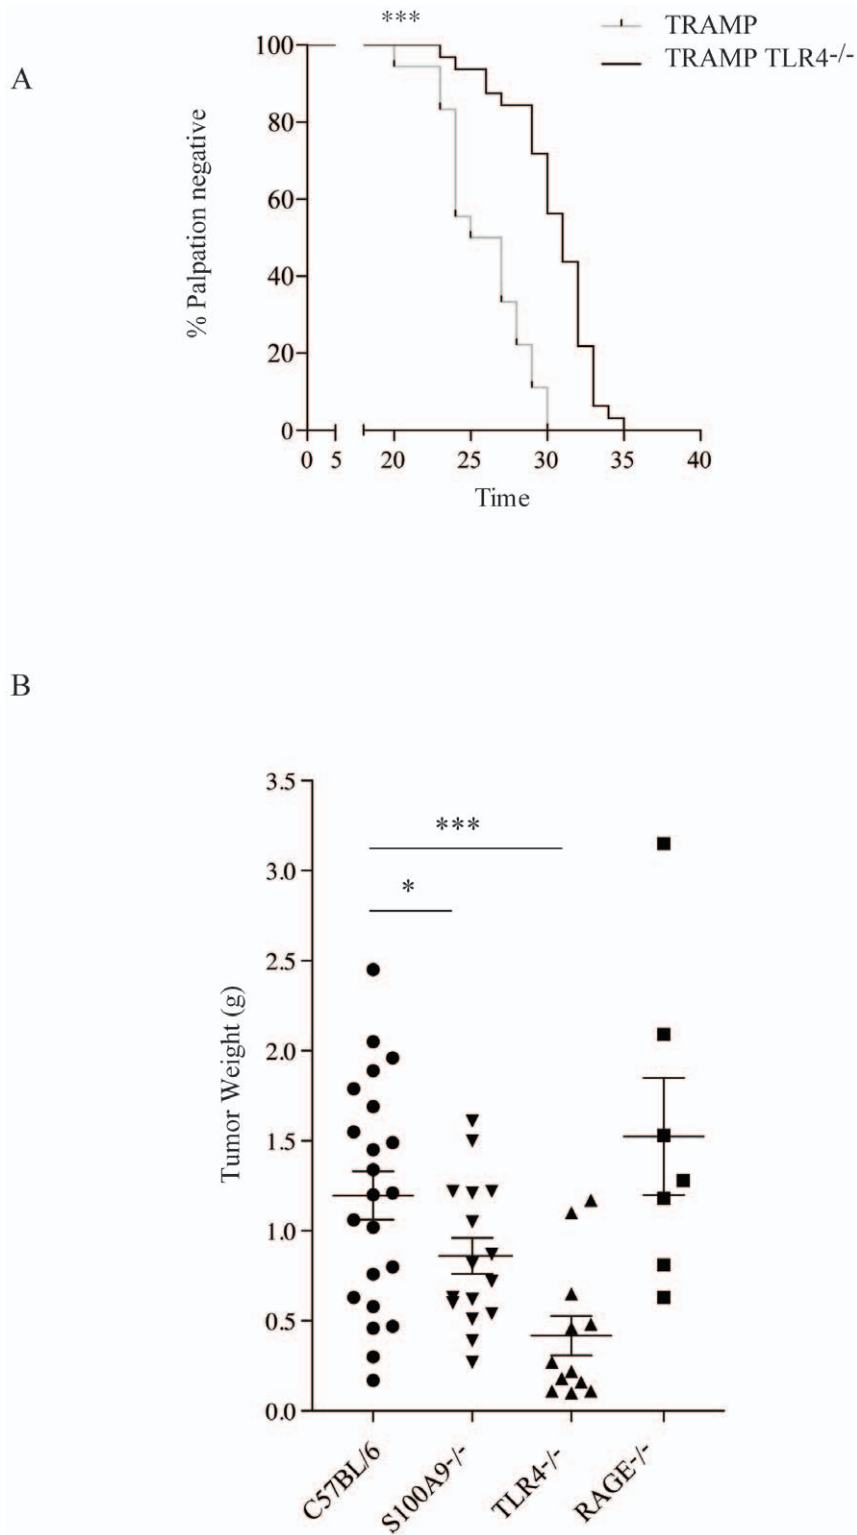 ***
TRAMP
TRAMP TLR4-/-
A
% Palpation negative
100
80
60
40
20
0
0 5 20 25 30 35 40
Time
B
Tumor Weight (g)
3.5
3.0
2.5
2.0
1.5
1.0
0.5
0.0
***
*
C57BL/6
S100A9-/-
TLR4-/-
RAGE-/-